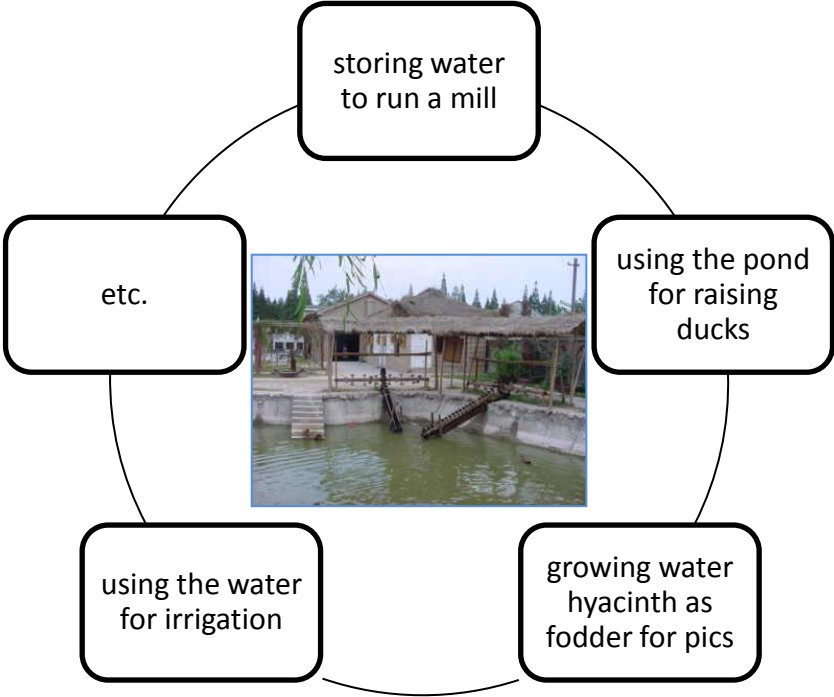 storing water
to run a mill
using the pond
for raising
ducks
growing water
hyacinth as
fodder for pics
using the water
for irrigation
etc.